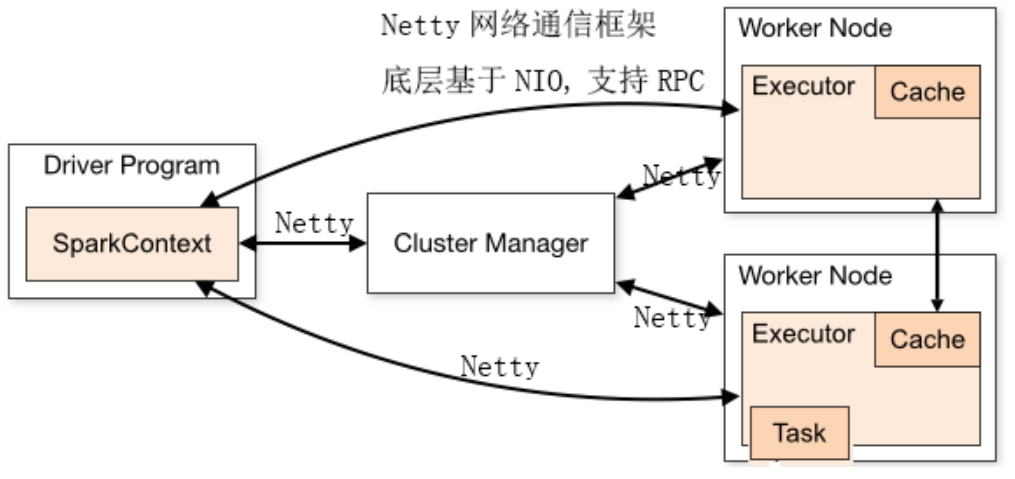 Netty 网络通信框架
底层基于 NIO, 支持 RPC
Worker Node
Executor
Cache
Driver Program
SparkContext
Netty
Cluster Manager
Netty
Netty
Netty
Worker Node
Executor
Cache
Task